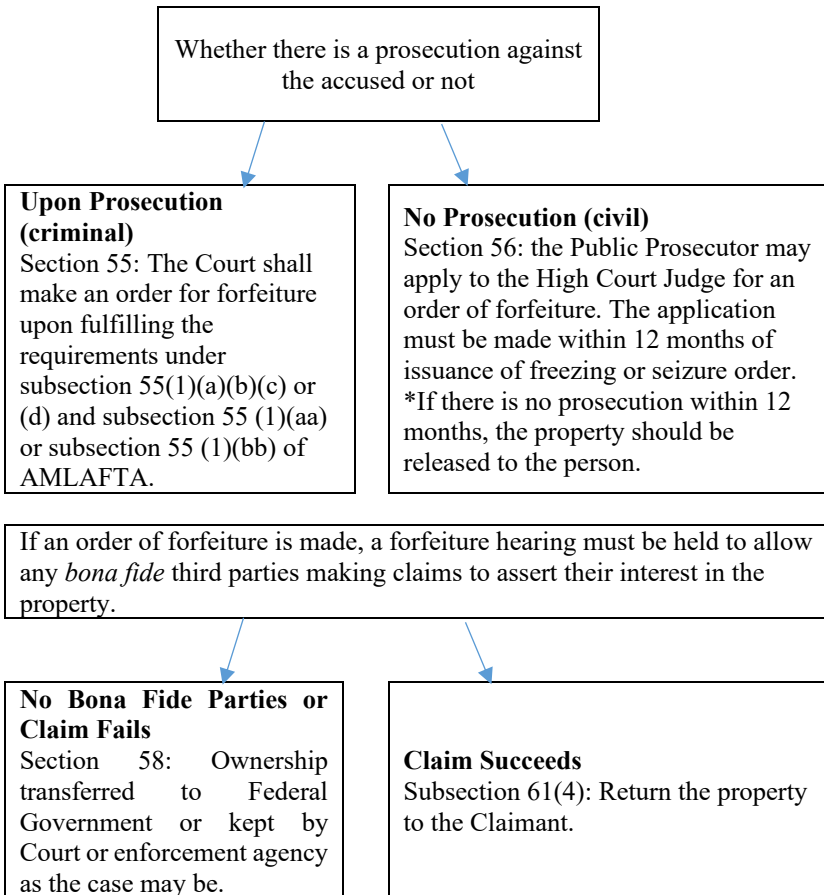 Whether there is a prosecution against
the accused or not
Upon Prosecution
(criminal)
Section 55: The Court shall
make an order for forfeiture
upon fulfilling the
requirements under
subsection 55(1)(a)(b)(c) or
(d) and subsection 55 (1)(aa)
or subsection 55 (1)(bb) of
AMLAFTA.
No Prosecution (civil)
Section 56: the Public Prosecutor may
apply to the High Court Judge for an
order of forfeiture. The application
must be made within 12 months of
issuance of freezing or seizure order.
*If there is no prosecution within 12
months, the property should be
released to the person.
If an order of forfeiture is made, a forfeiture hearing must be held to allow
any bona fide third parties making claims to assert their interest in the
property.
No Bona Fide Parties or
Claim Fails
Section 58: Ownership
transferred to Federal
Government or kept by
Court or enforcement agency
as the case may be.
Claim Succeeds
Subsection 61(4): Return the property
to the Claimant.